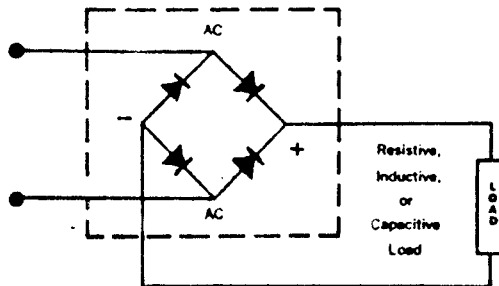 AC
−
+
AC
Resistive,
Inductive,
or
Capacitive
Load
LOAD